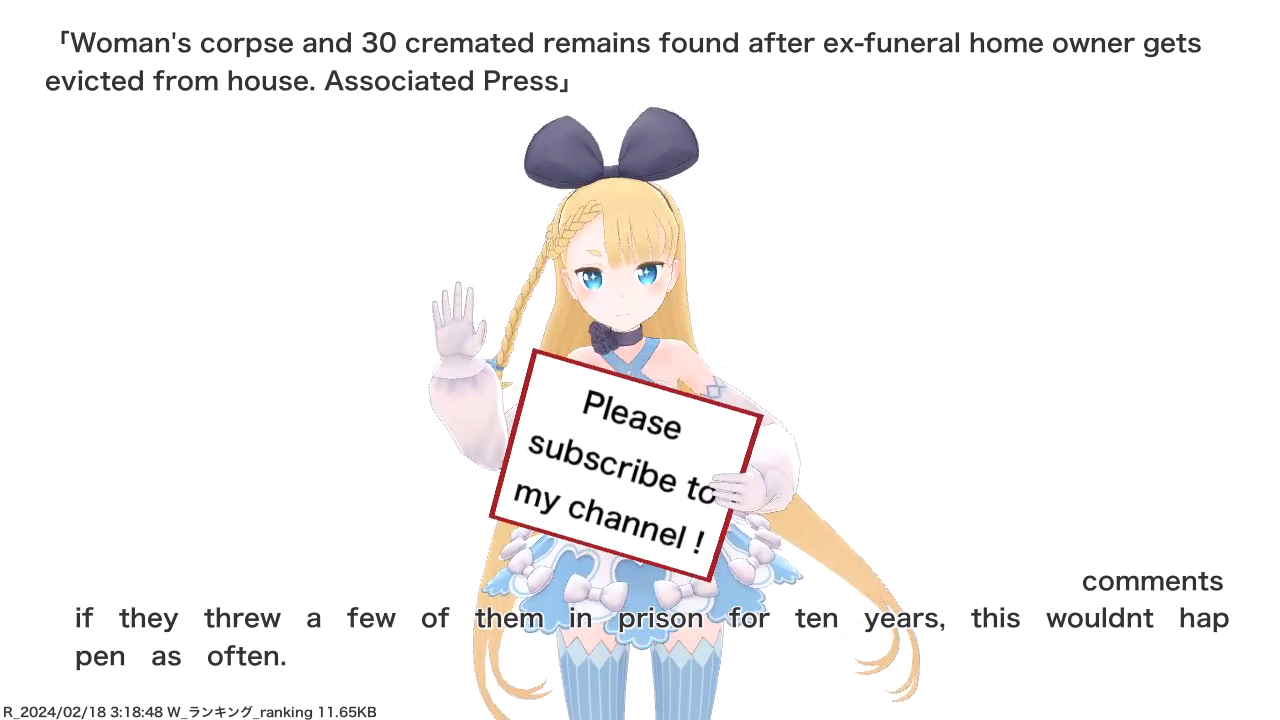 「Woman's corpse and 30 cremated remains found after ex-funeral home owner gets
evicted from house. Associated Press」
Please
subscribe to
my channel !
comments
if they threw a few of them in prison for ten years, this wouldnt hap
pen as often.
R_2024/02/18 3:18:48 W_ランキング_ranking 11.65KB